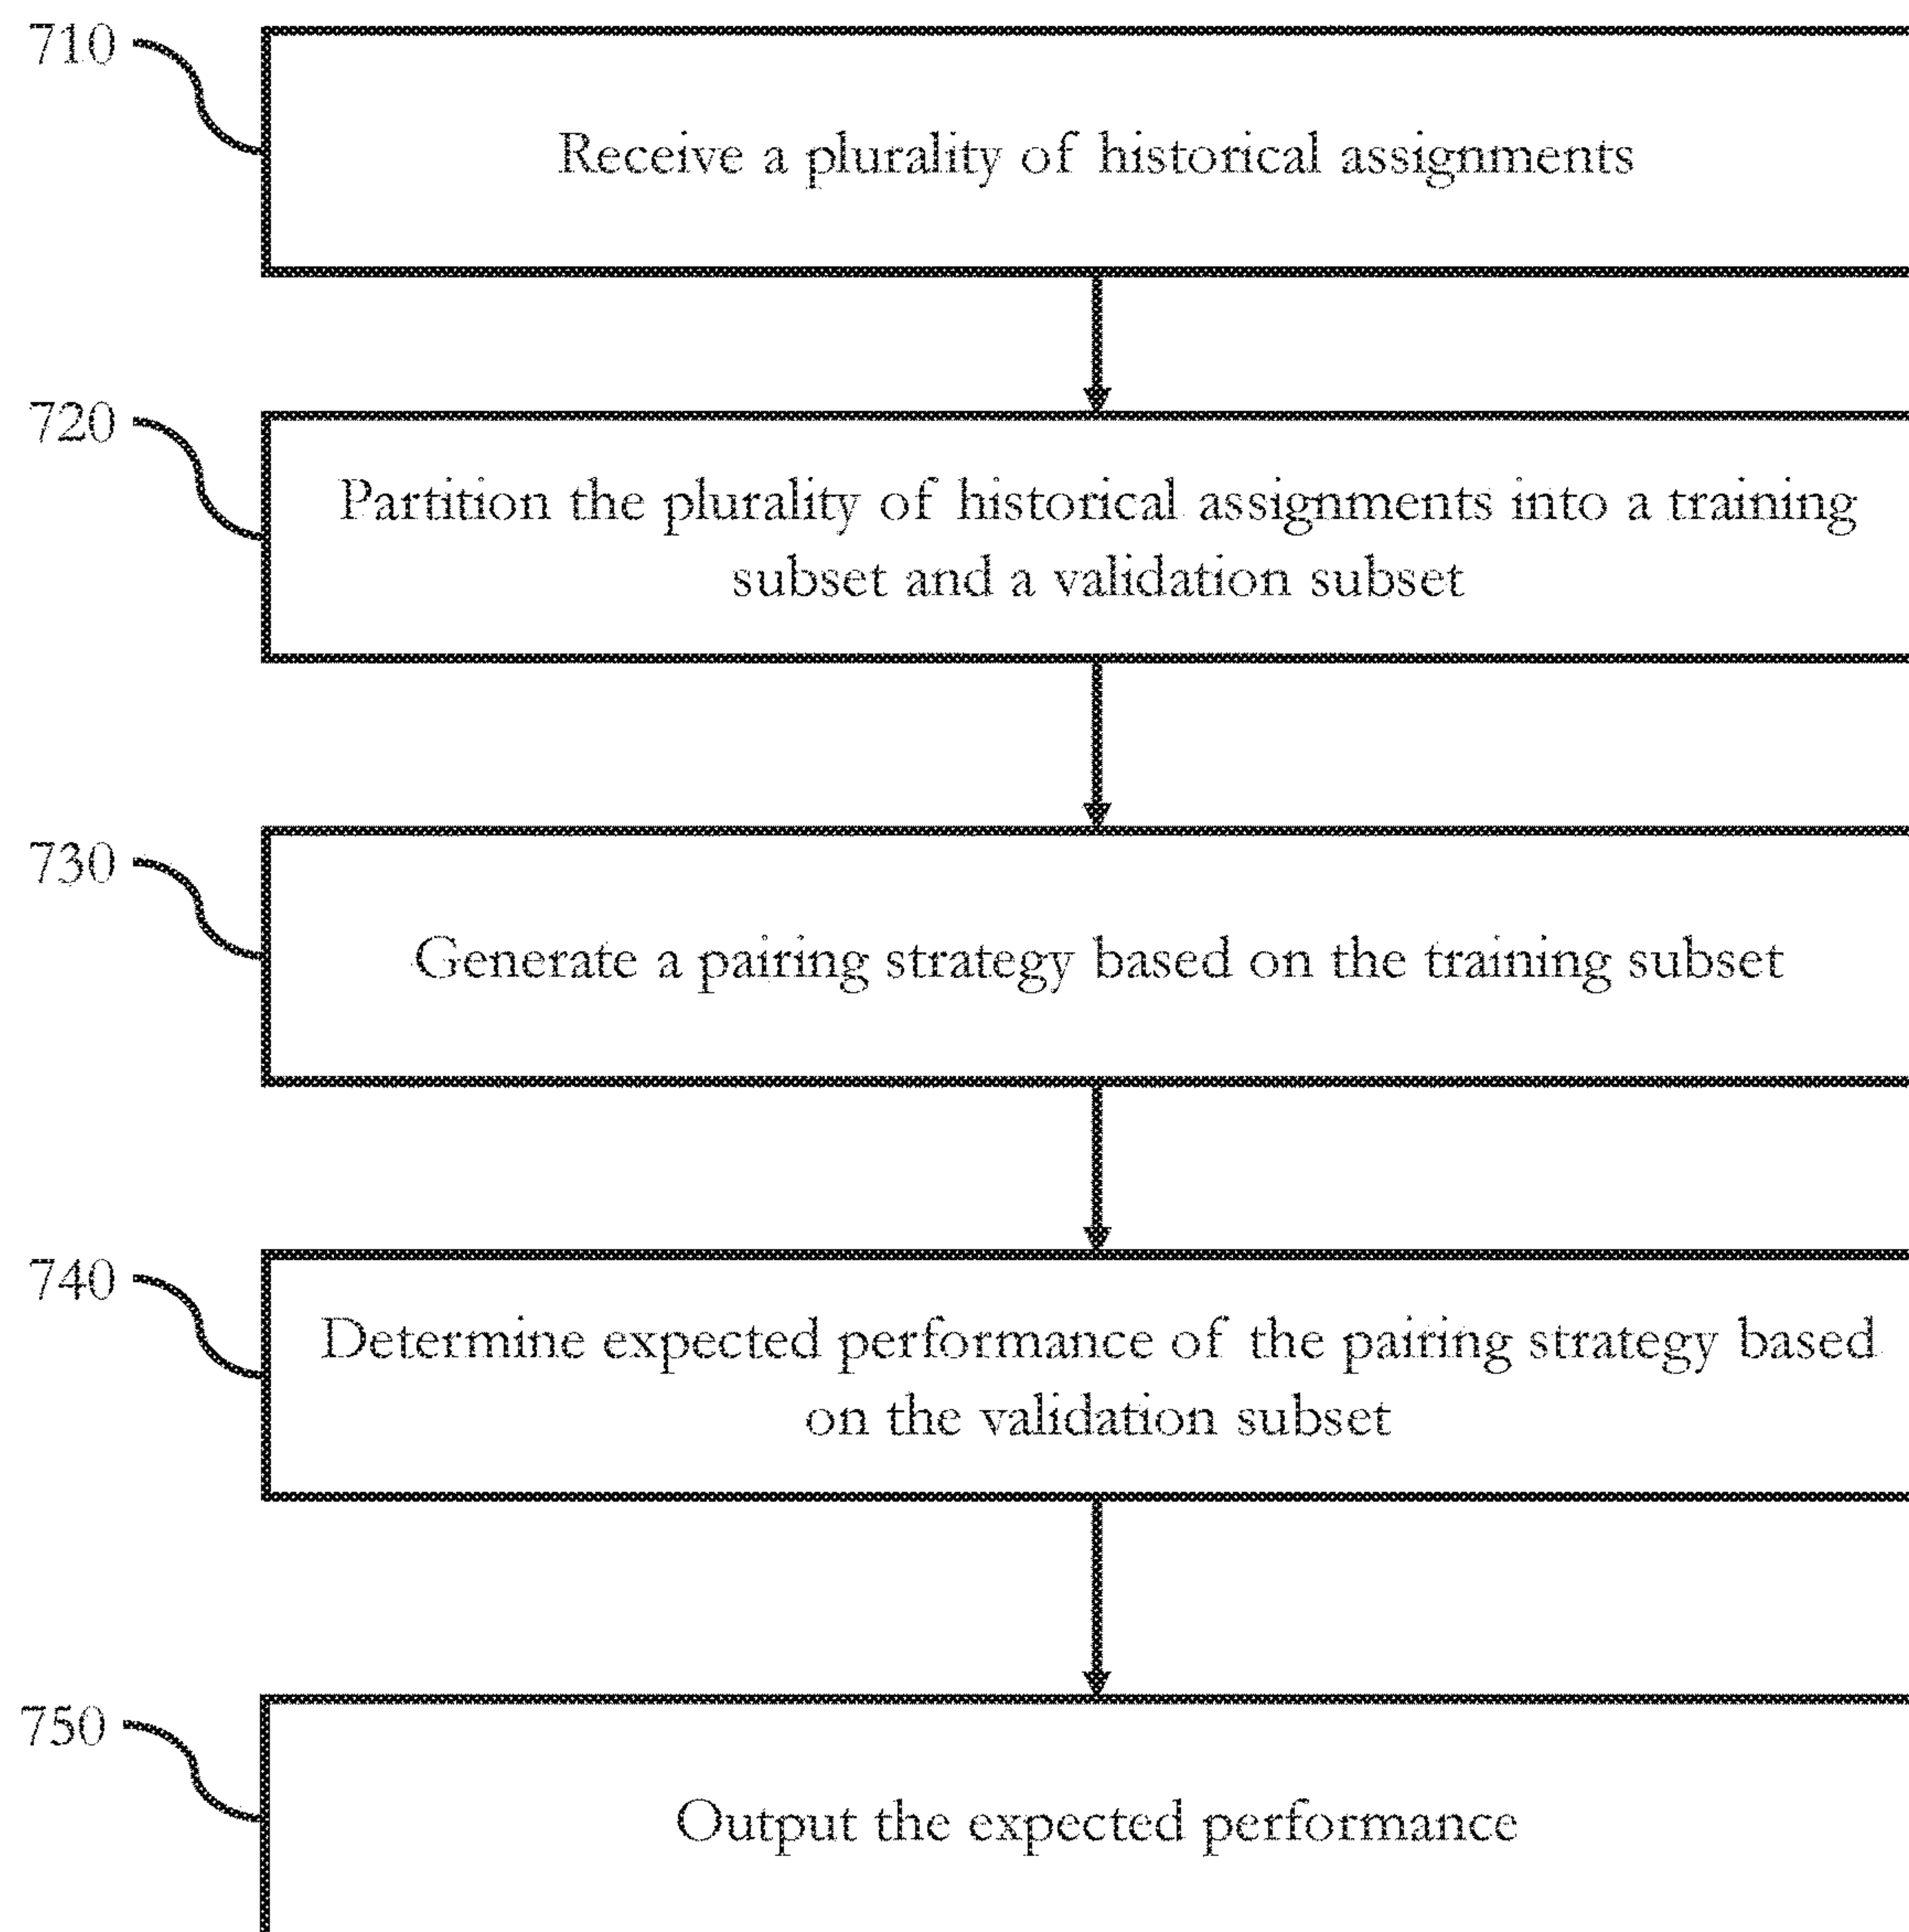 710
Receive a plurality of historical assignments
720
Partition the plurality of historical assignments into a training
subset and a validation subset
730
Generate a pairing strategy based on the training subset
740
Determine expected performance of the pairing strategy based
on the validation subset
750
Output the expected performance